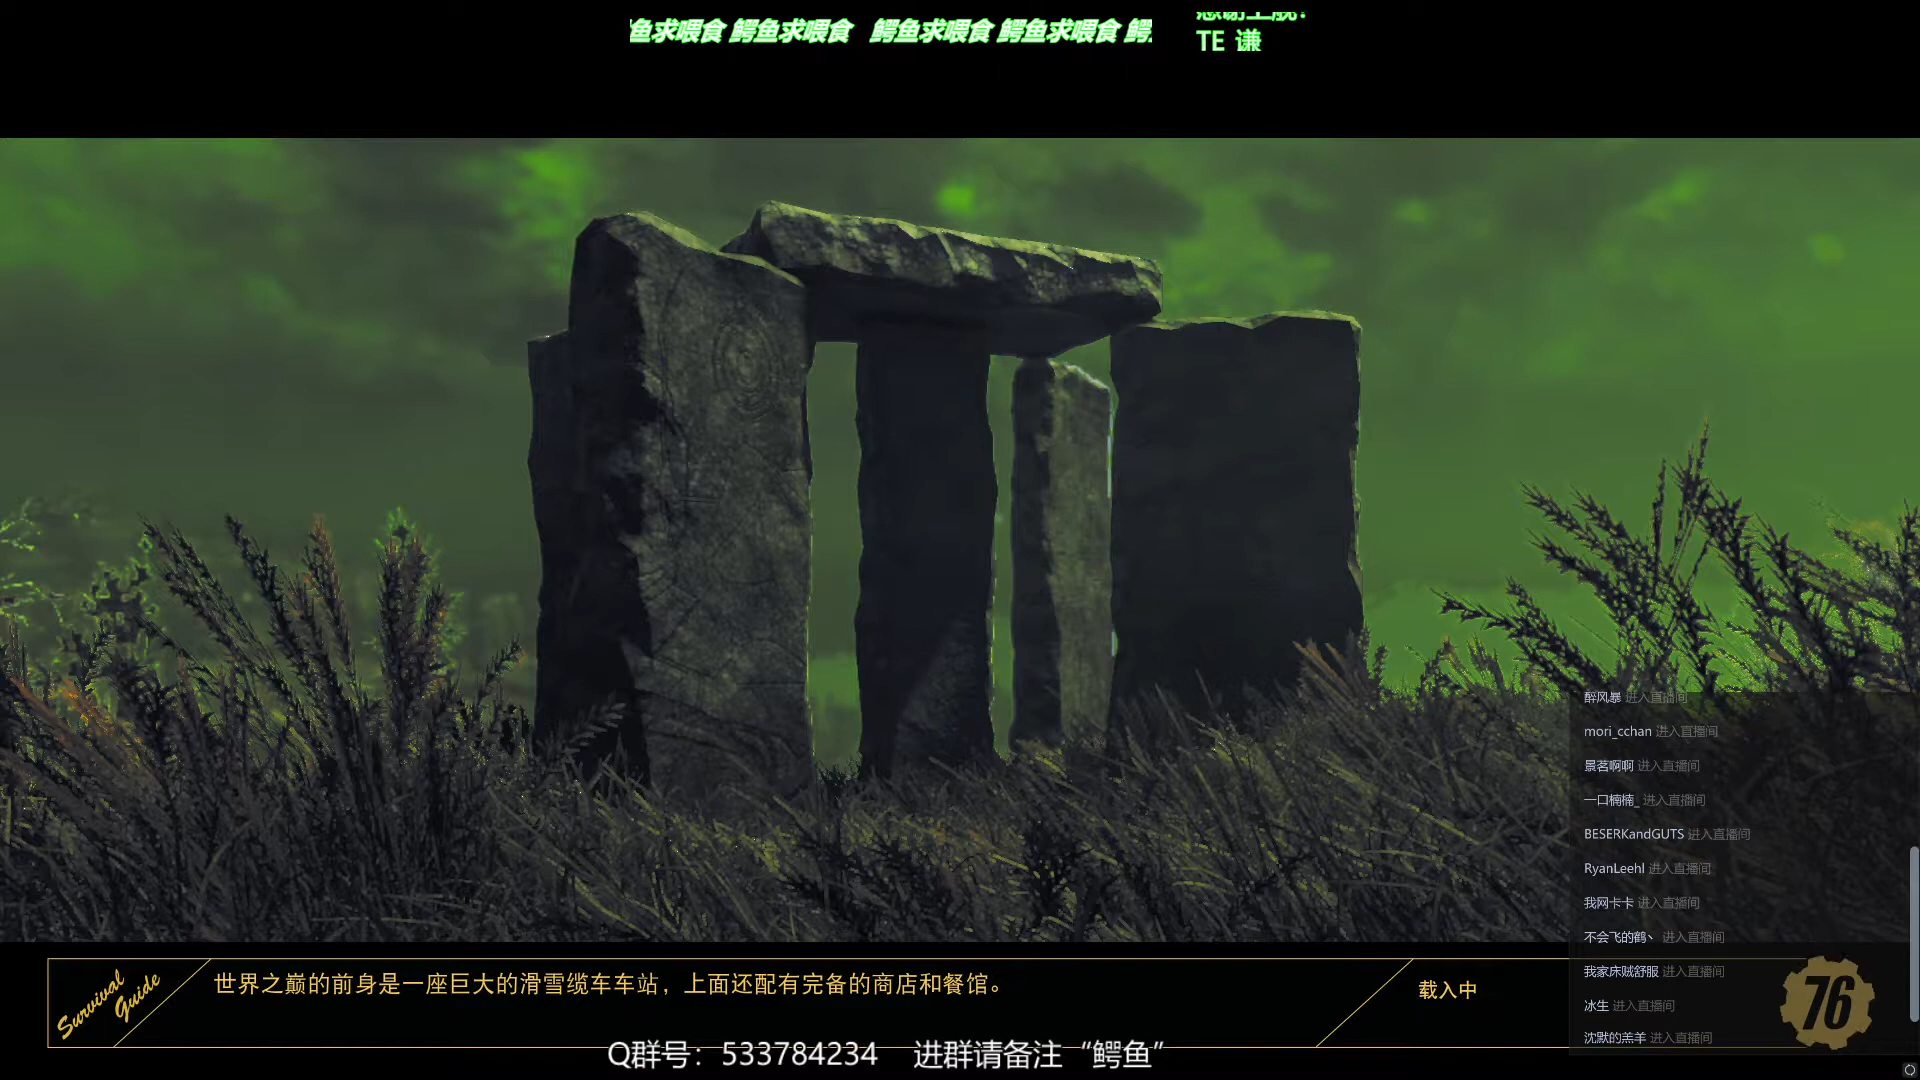 鱼求喂食 鳄鱼求喂食 鳄鱼求喂食 鳄鱼求喂食 鳄
TE 谦
醉风暴 进入直播间
mori_cchan 进入直播间
景茗啊啊 进入直播间
一口楠楠_ 进入直播间
BESERKandGUTS 进入直播间
RyanLeehl 进入直播间
我网卡卡 进入直播间
不会飞的鹤丶 进入直播间
我家床贼舒服 进入直播间
冰生 进入直播间
沈默的羔羊 进入直播间
Survival
Guide
世界之巅的前身是一座巨大的滑雪缆车车站，上面还配有完备的商店和餐馆。
载入中
76
Q群号：533784234 进群请备注“鳄鱼”